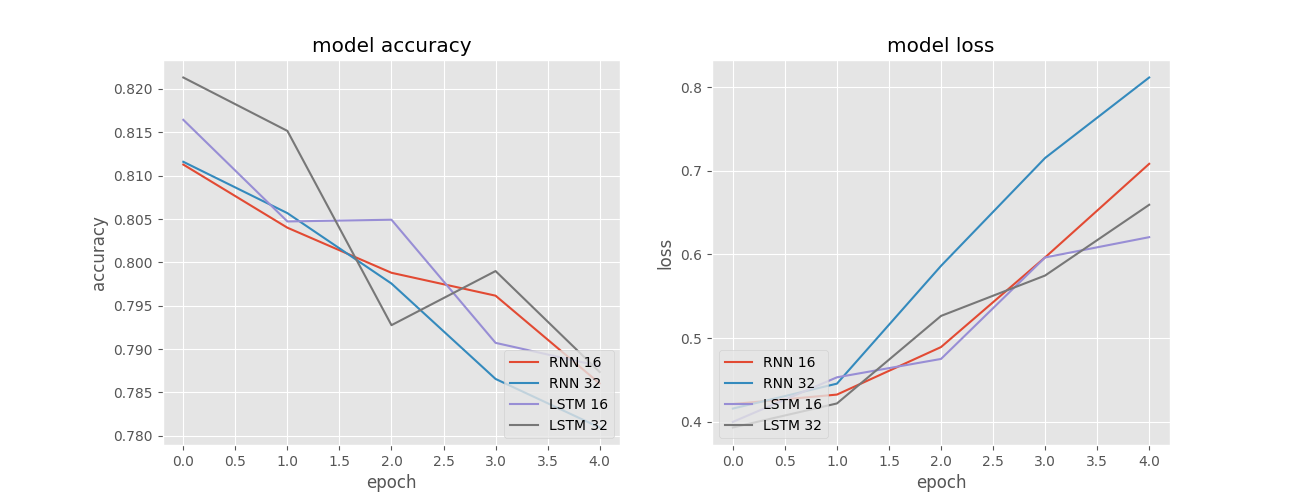 model accuracy
0.820
0.815
0.810
0.805
0.800
0.795
0.790
0.785
0.780
accuracy
0.0 0.5 1.0 1.5 2.0 2.5 3.0 3.5 4.0
epoch
RNN 16
RNN 32
LSTM 16
LSTM 32
model loss
0.8
0.7
0.6
0.5
0.4
loss
0.0 0.5 1.0 1.5 2.0 2.5 3.0 3.5 4.0
epoch
RNN 16
RNN 32
LSTM 16
LSTM 32